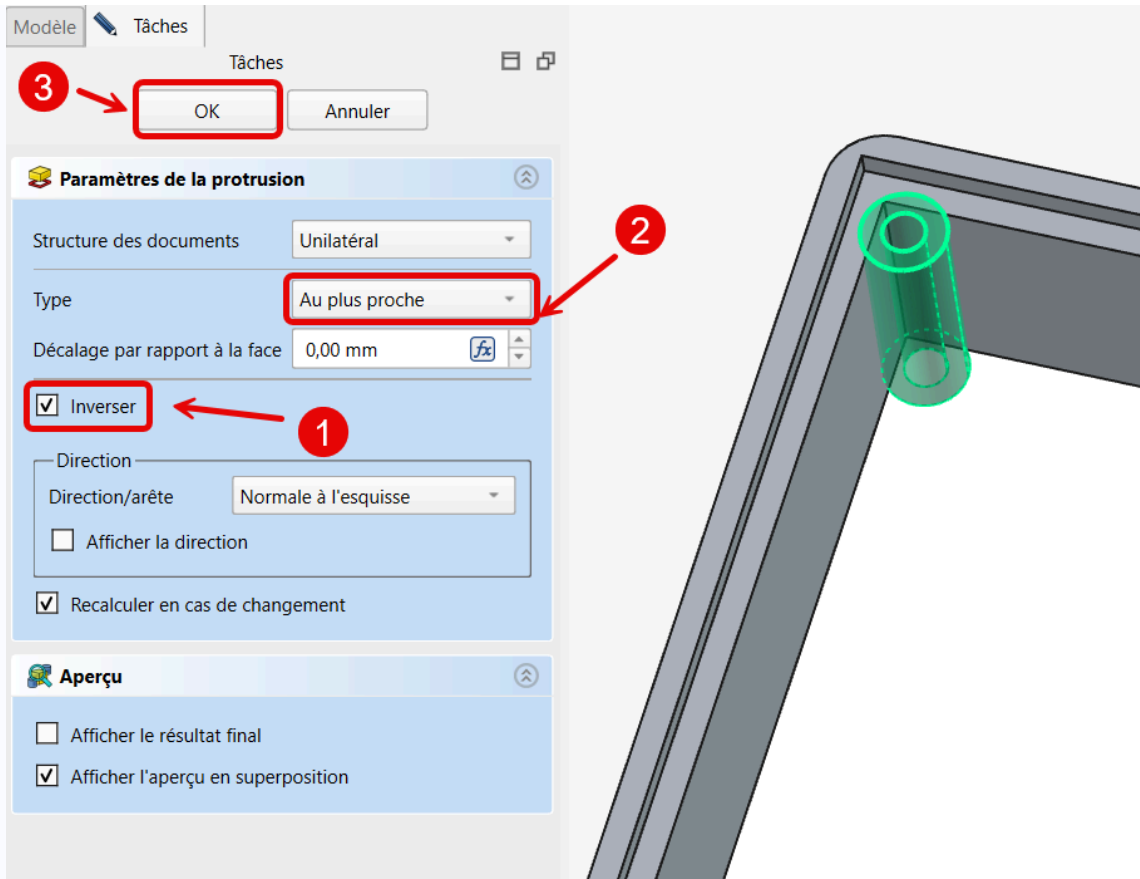 Modèle Tâches
Tâches
3
OK Annuler
Paramètres de la protrusion
Structure des documents Unilatéral
2
Type Au plus proche
Décalage par rapport à la face 0,00 mm fx
Inverser
1
Direction
Direction/arête Normale à l'esquisse
Afficher la direction
Recalculer en cas de changement
Aperçu
Afficher le résultat final
Afficher l'aperçu en superposition